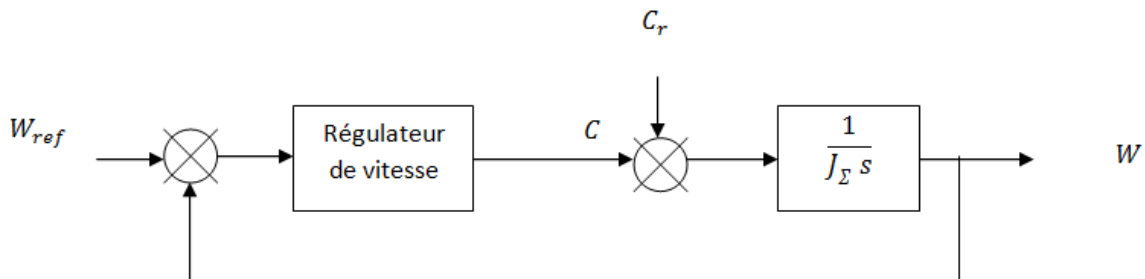 C_r
W_ref
Régulateur
de vitesse
C
1
J_Σ s
W